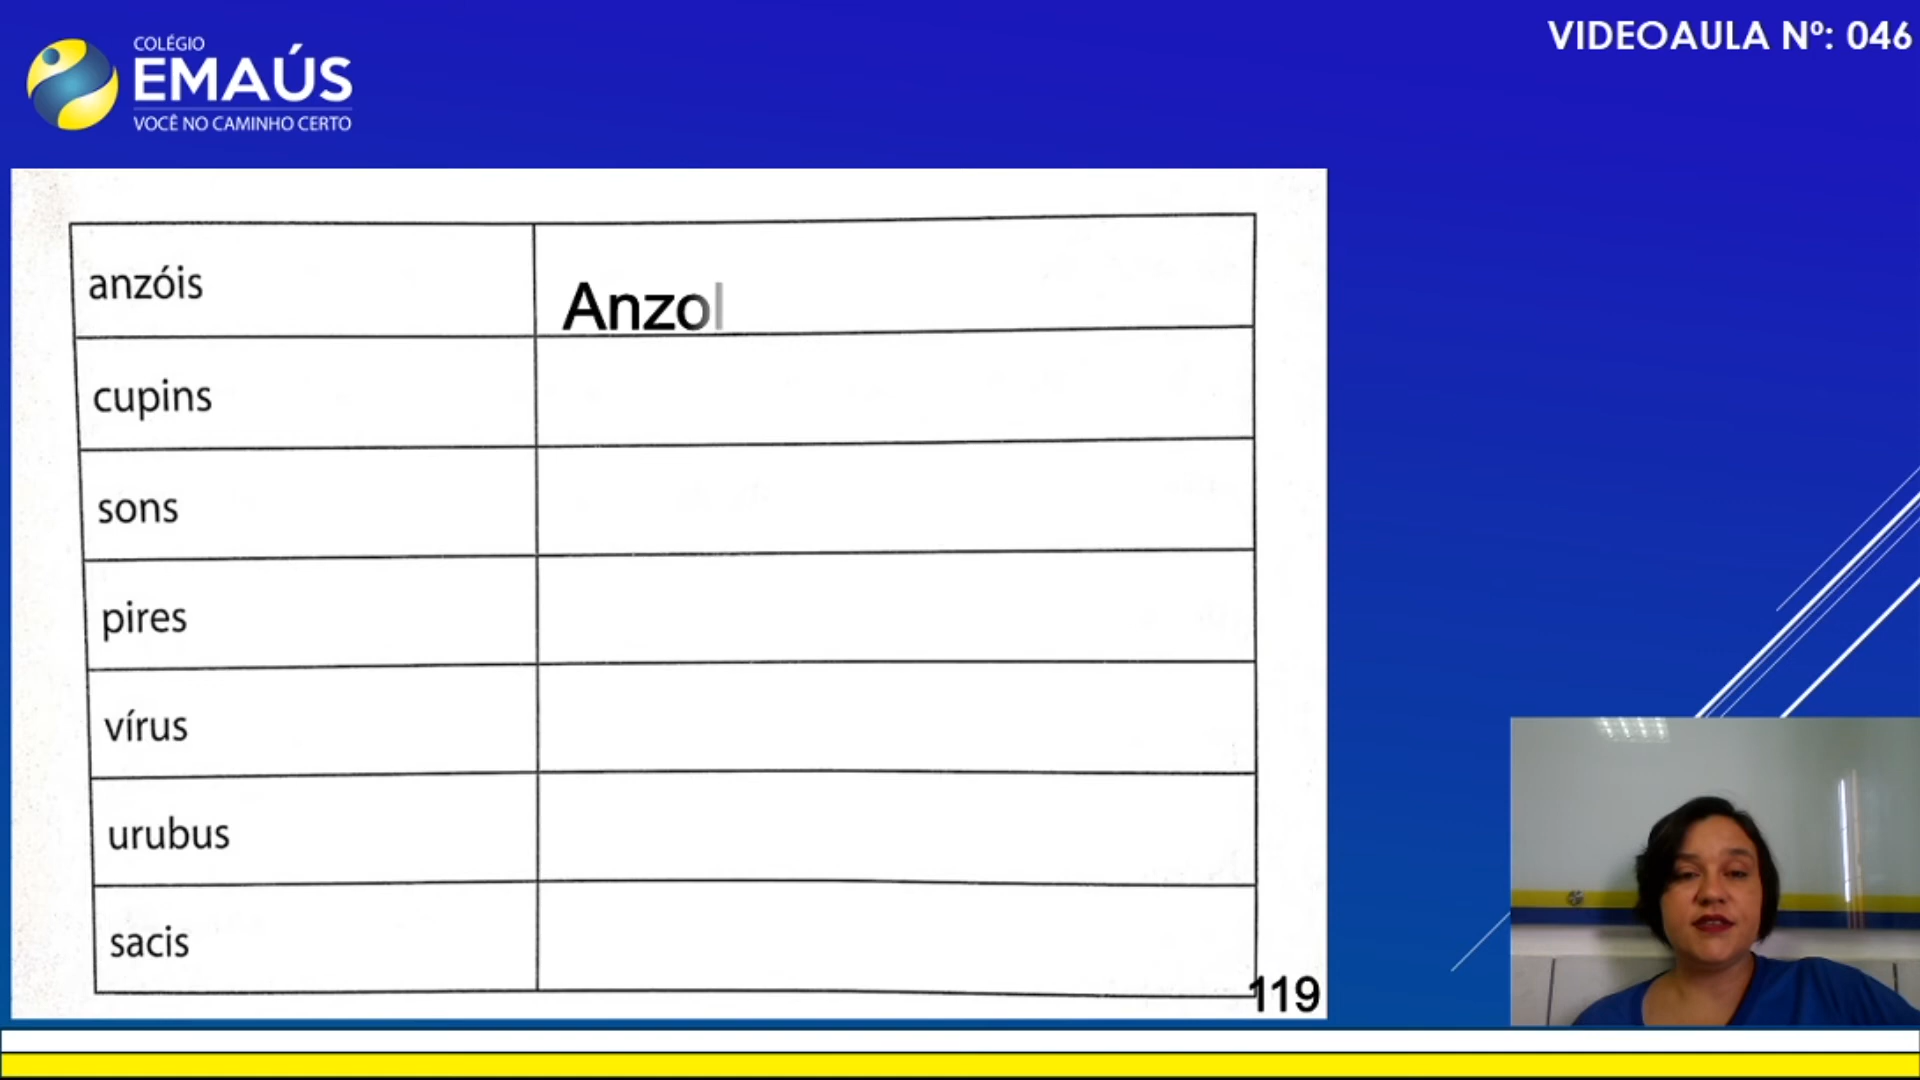 COLÉGIO
EMAÚS
VOCÊ NO CAMINHO CERTO
VIDEOAULA Nº: 046
anzóis
Anzol
cupins
sons
pires
vírus
urubus
sacis
119